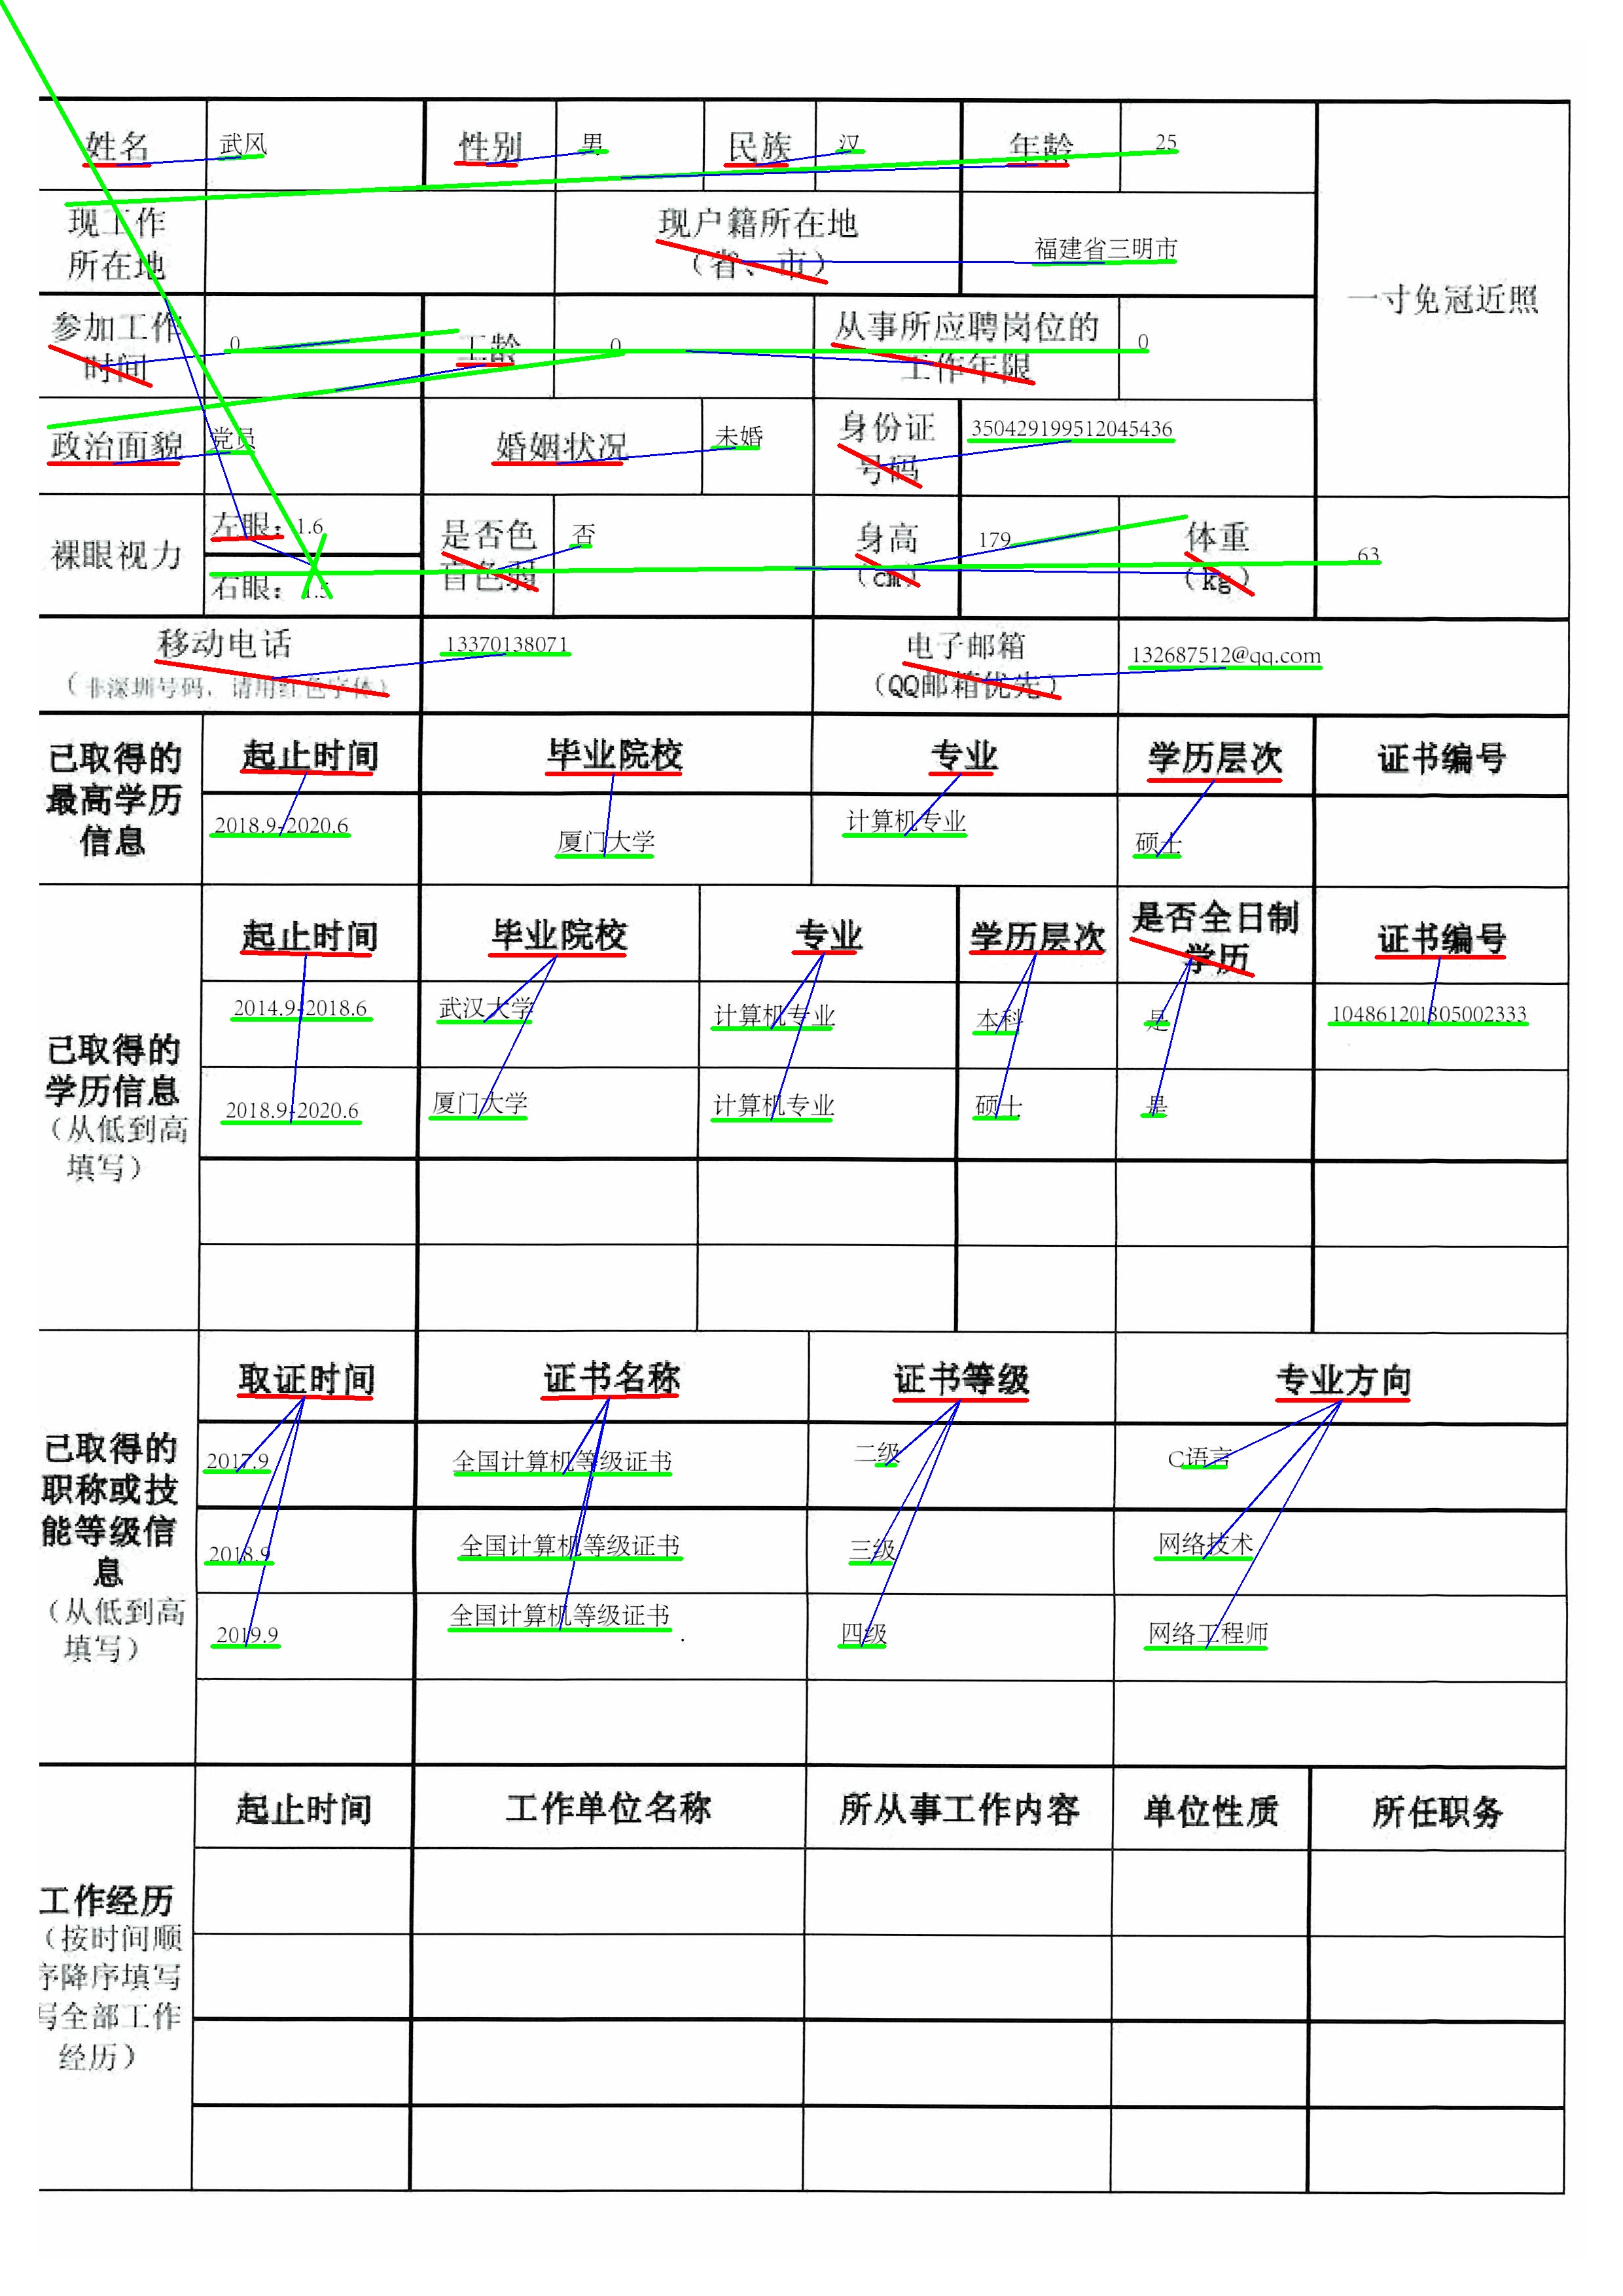 姓名 武风 性别 男 民族 汉 年龄 25
现工作
所在地
现户籍所在地
（省、市）
福建省三明市
一寸免冠近照
参加工作
时间
0
工龄
0
从事所应聘岗位的
工作年限
0
政治面貌 党员 婚姻状况 未婚
身份证
号码
350429199512045436
裸眼视力
左眼：1.6
右眼：1.5
是否色
盲色弱
否
身高
（cm）
179
体重
（kg）
63
移动电话
（非深圳号码，请用红色字体）
13370138071
电子邮箱
（QQ邮箱优先）
132687512@qq.com
已取得的
最高学历
信息
起止时间 毕业院校 专业 学历层次 证书编号
2018.9-2020.6 厦门大学 计算机专业 硕士
已取得的
学历信息
（从低到高
填写）
起止时间 毕业院校 专业 学历层次
是否全日制
学历
证书编号
2014.9-2018.6 武汉大学 计算机专业 本科 是 104861201805002333
2018.9-2020.6 厦门大学 计算机专业 硕士 是
已取得的
职称或技
能等级信
息
（从低到高
填写）
取证时间 证书名称 证书等级 专业方向
2017.9 全国计算机等级证书 二级 C语言
2018.9 全国计算机等级证书 三级 网络技术
2019.9 全国计算机等级证书 四级 网络工程师
工作经历
（按时间顺
序降序填写
写全部工作
经历）
起止时间 工作单位名称 所从事工作内容 单位性质 所任职务